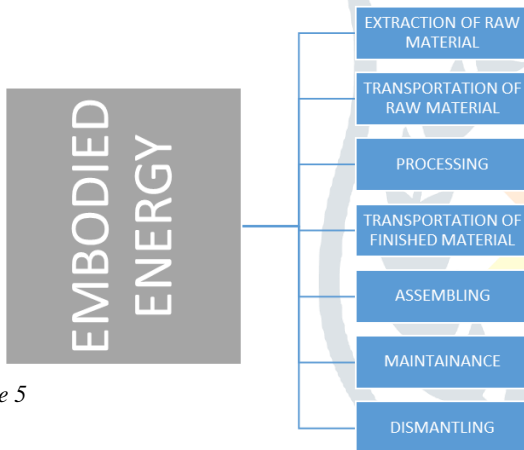 EMBODIED
ENERGY
EXTRACTION OF RAW
MATERIAL
TRANSPORTATION OF
RAW MATERIAL
PROCESSING
TRANSPORTATION OF
FINISHED MATERIAL
ASSEMBLING
MAINTAINANCE
DISMANTLING
e 5